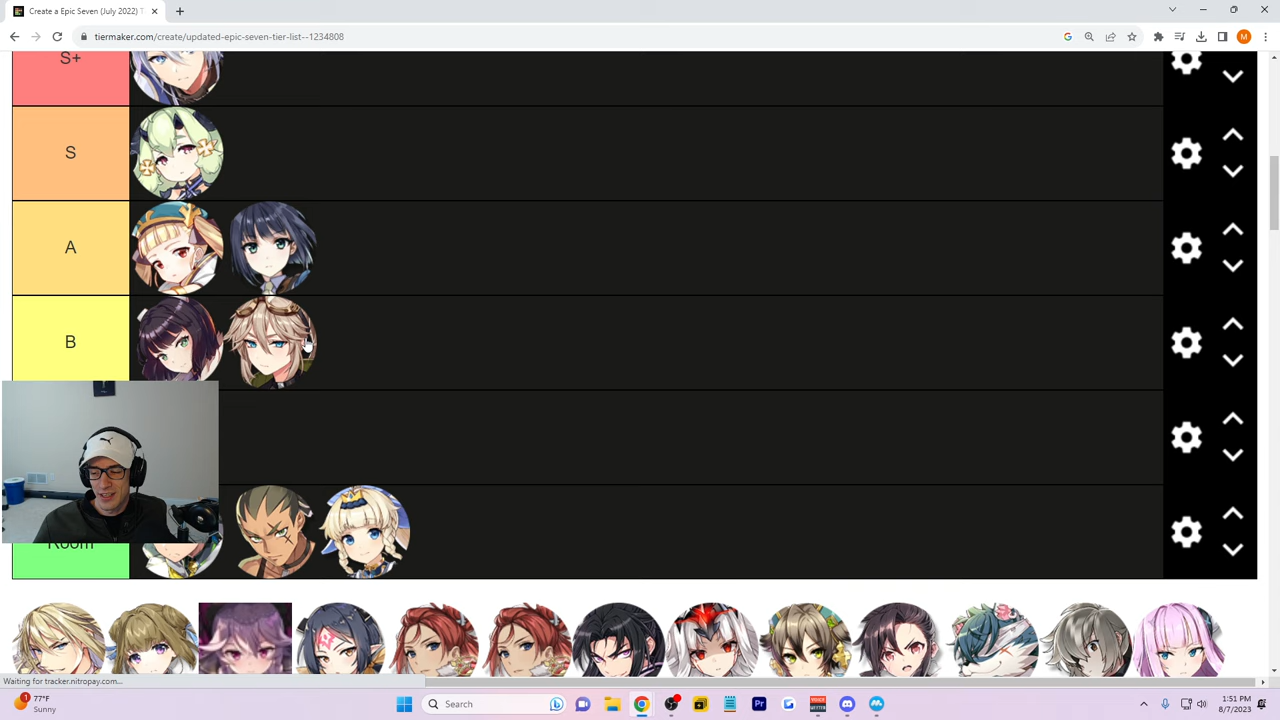 Create a Epic Seven (July 2022) T
tiermaker.com/create/updated-epic-seven-tier-list--1234808
M
S+
S
A
B
Room
Waiting for tracker.nitropay.com...
77°F
Sunny
Search
1:51 PM
8/7/2023